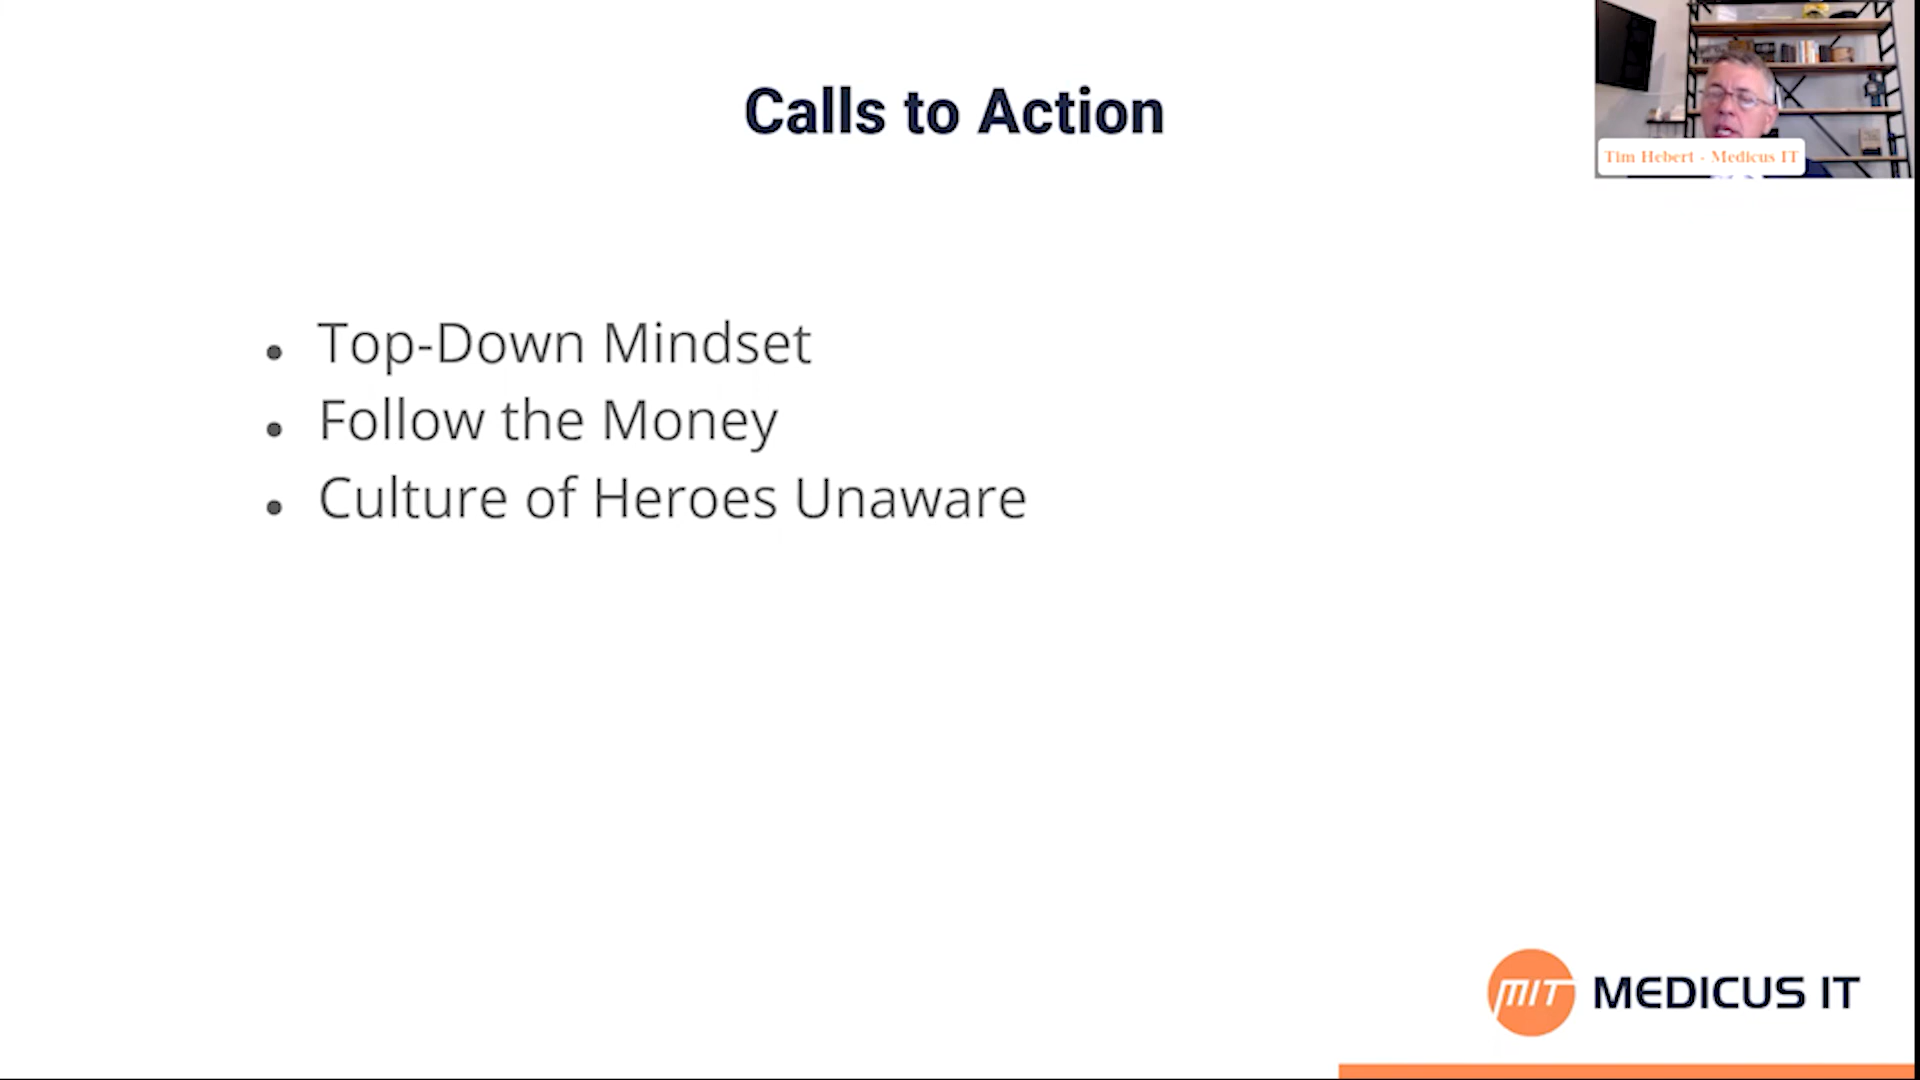 Calls to Action
Tim Hebert - Medicus IT
Top-Down Mindset
Follow the Money
Culture of Heroes Unaware
MIT MEDICUS IT